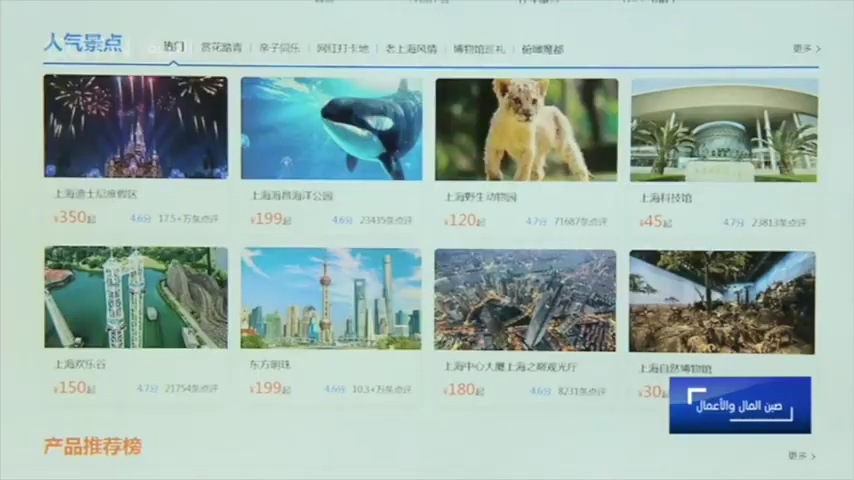 人气景点
热门 | 赏花踏青 | 亲子同乐 | 网红打卡地 | 老上海风情 | 博物馆巡礼 | 俯瞰魔都
更多 >
上海迪士尼度假区
¥350起 4.6分 17.5+万条点评
上海海昌海洋公园
¥199起 4.6分 23435条点评
上海野生动物园
¥120起 4.7分 71687条点评
上海科技馆
¥45起 4.7分 23813条点评
上海欢乐谷
¥150起 4.7分 21754条点评
东方明珠
¥199起 4.6分 10.3+万条点评
上海中心大厦上海之巅观光厅
¥180起 4.6分 8231条点评
上海自然博物馆
¥30起
صين المال والأعمال
产品推荐榜
更多 >